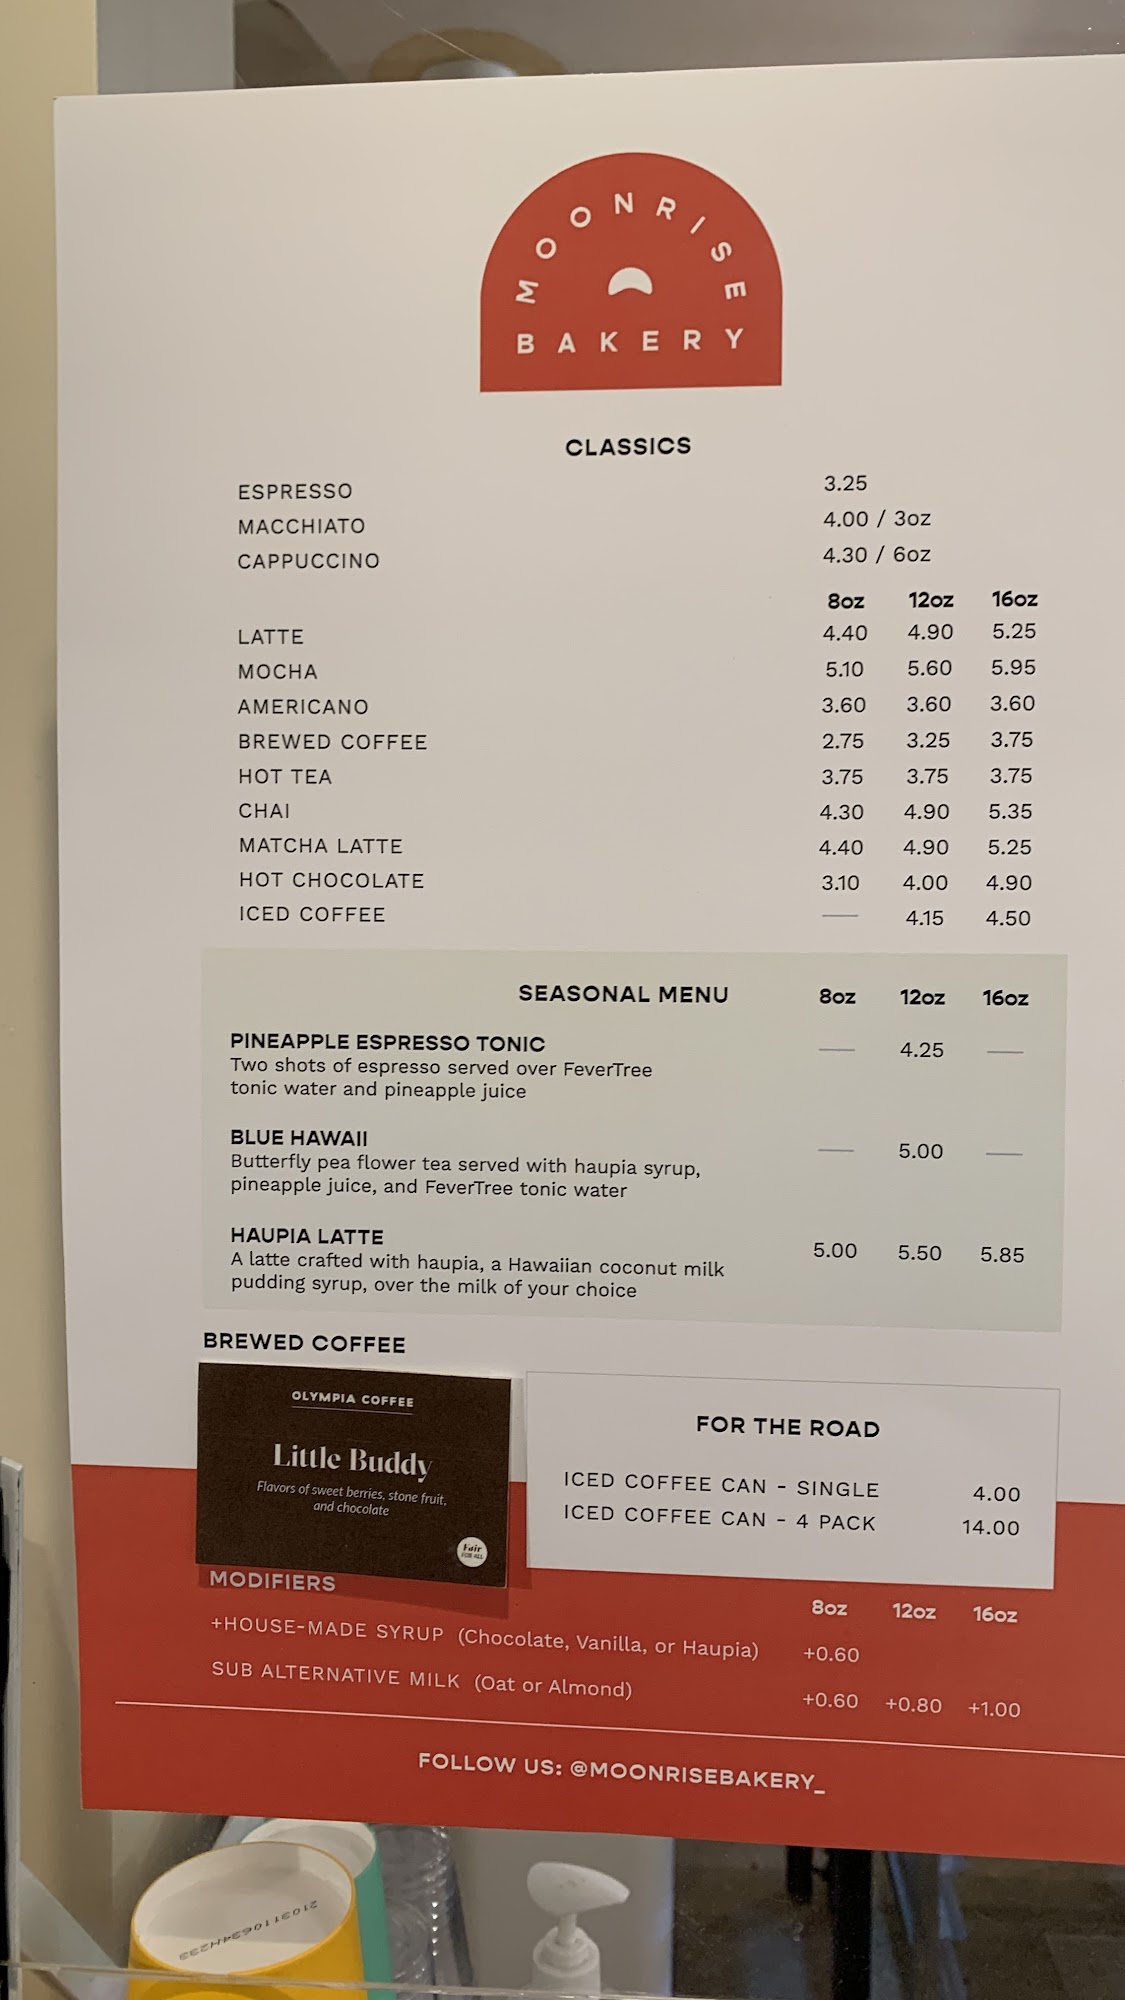 MOONRISE
BAKERY
CLASSICS
ESPRESSO 3.25
MACCHIATO 4.00 / 3oz
CAPPUCCINO 4.30 / 6oz
8oz 12oz 16oz
LATTE 4.40 4.90 5.25
MOCHA 5.10 5.60 5.95
AMERICANO 3.60 3.60 3.60
BREWED COFFEE 2.75 3.25 3.75
HOT TEA 3.75 3.75 3.75
CHAI 4.30 4.90 5.35
MATCHA LATTE 4.40 4.90 5.25
HOT CHOCOLATE 3.10 4.00 4.90
ICED COFFEE — 4.15 4.50
SEASONAL MENU 8oz 12oz 16oz
PINEAPPLE ESPRESSO TONIC — 4.25 —
Two shots of espresso served over FeverTree
tonic water and pineapple juice
BLUE HAWAII — 5.00 —
Butterfly pea flower tea served with haupia syrup,
pineapple juice, and FeverTree tonic water
HAUPIA LATTE 5.00 5.50 5.85
A latte crafted with haupia, a Hawaiian coconut milk
pudding syrup, over the milk of your choice
BREWED COFFEE
OLYMPIA COFFEE
Little Buddy
Flavors of sweet berries, stone fruit,
and chocolate
Fair
FOR ALL
FOR THE ROAD
ICED COFFEE CAN - SINGLE 4.00
ICED COFFEE CAN - 4 PACK 14.00
MODIFIERS 8oz 12oz 16oz
+HOUSE-MADE SYRUP (Chocolate, Vanilla, or Haupia) +0.60
SUB ALTERNATIVE MILK (Oat or Almond) +0.60 +0.80 +1.00
FOLLOW US: @MOONRISEBAKERY_